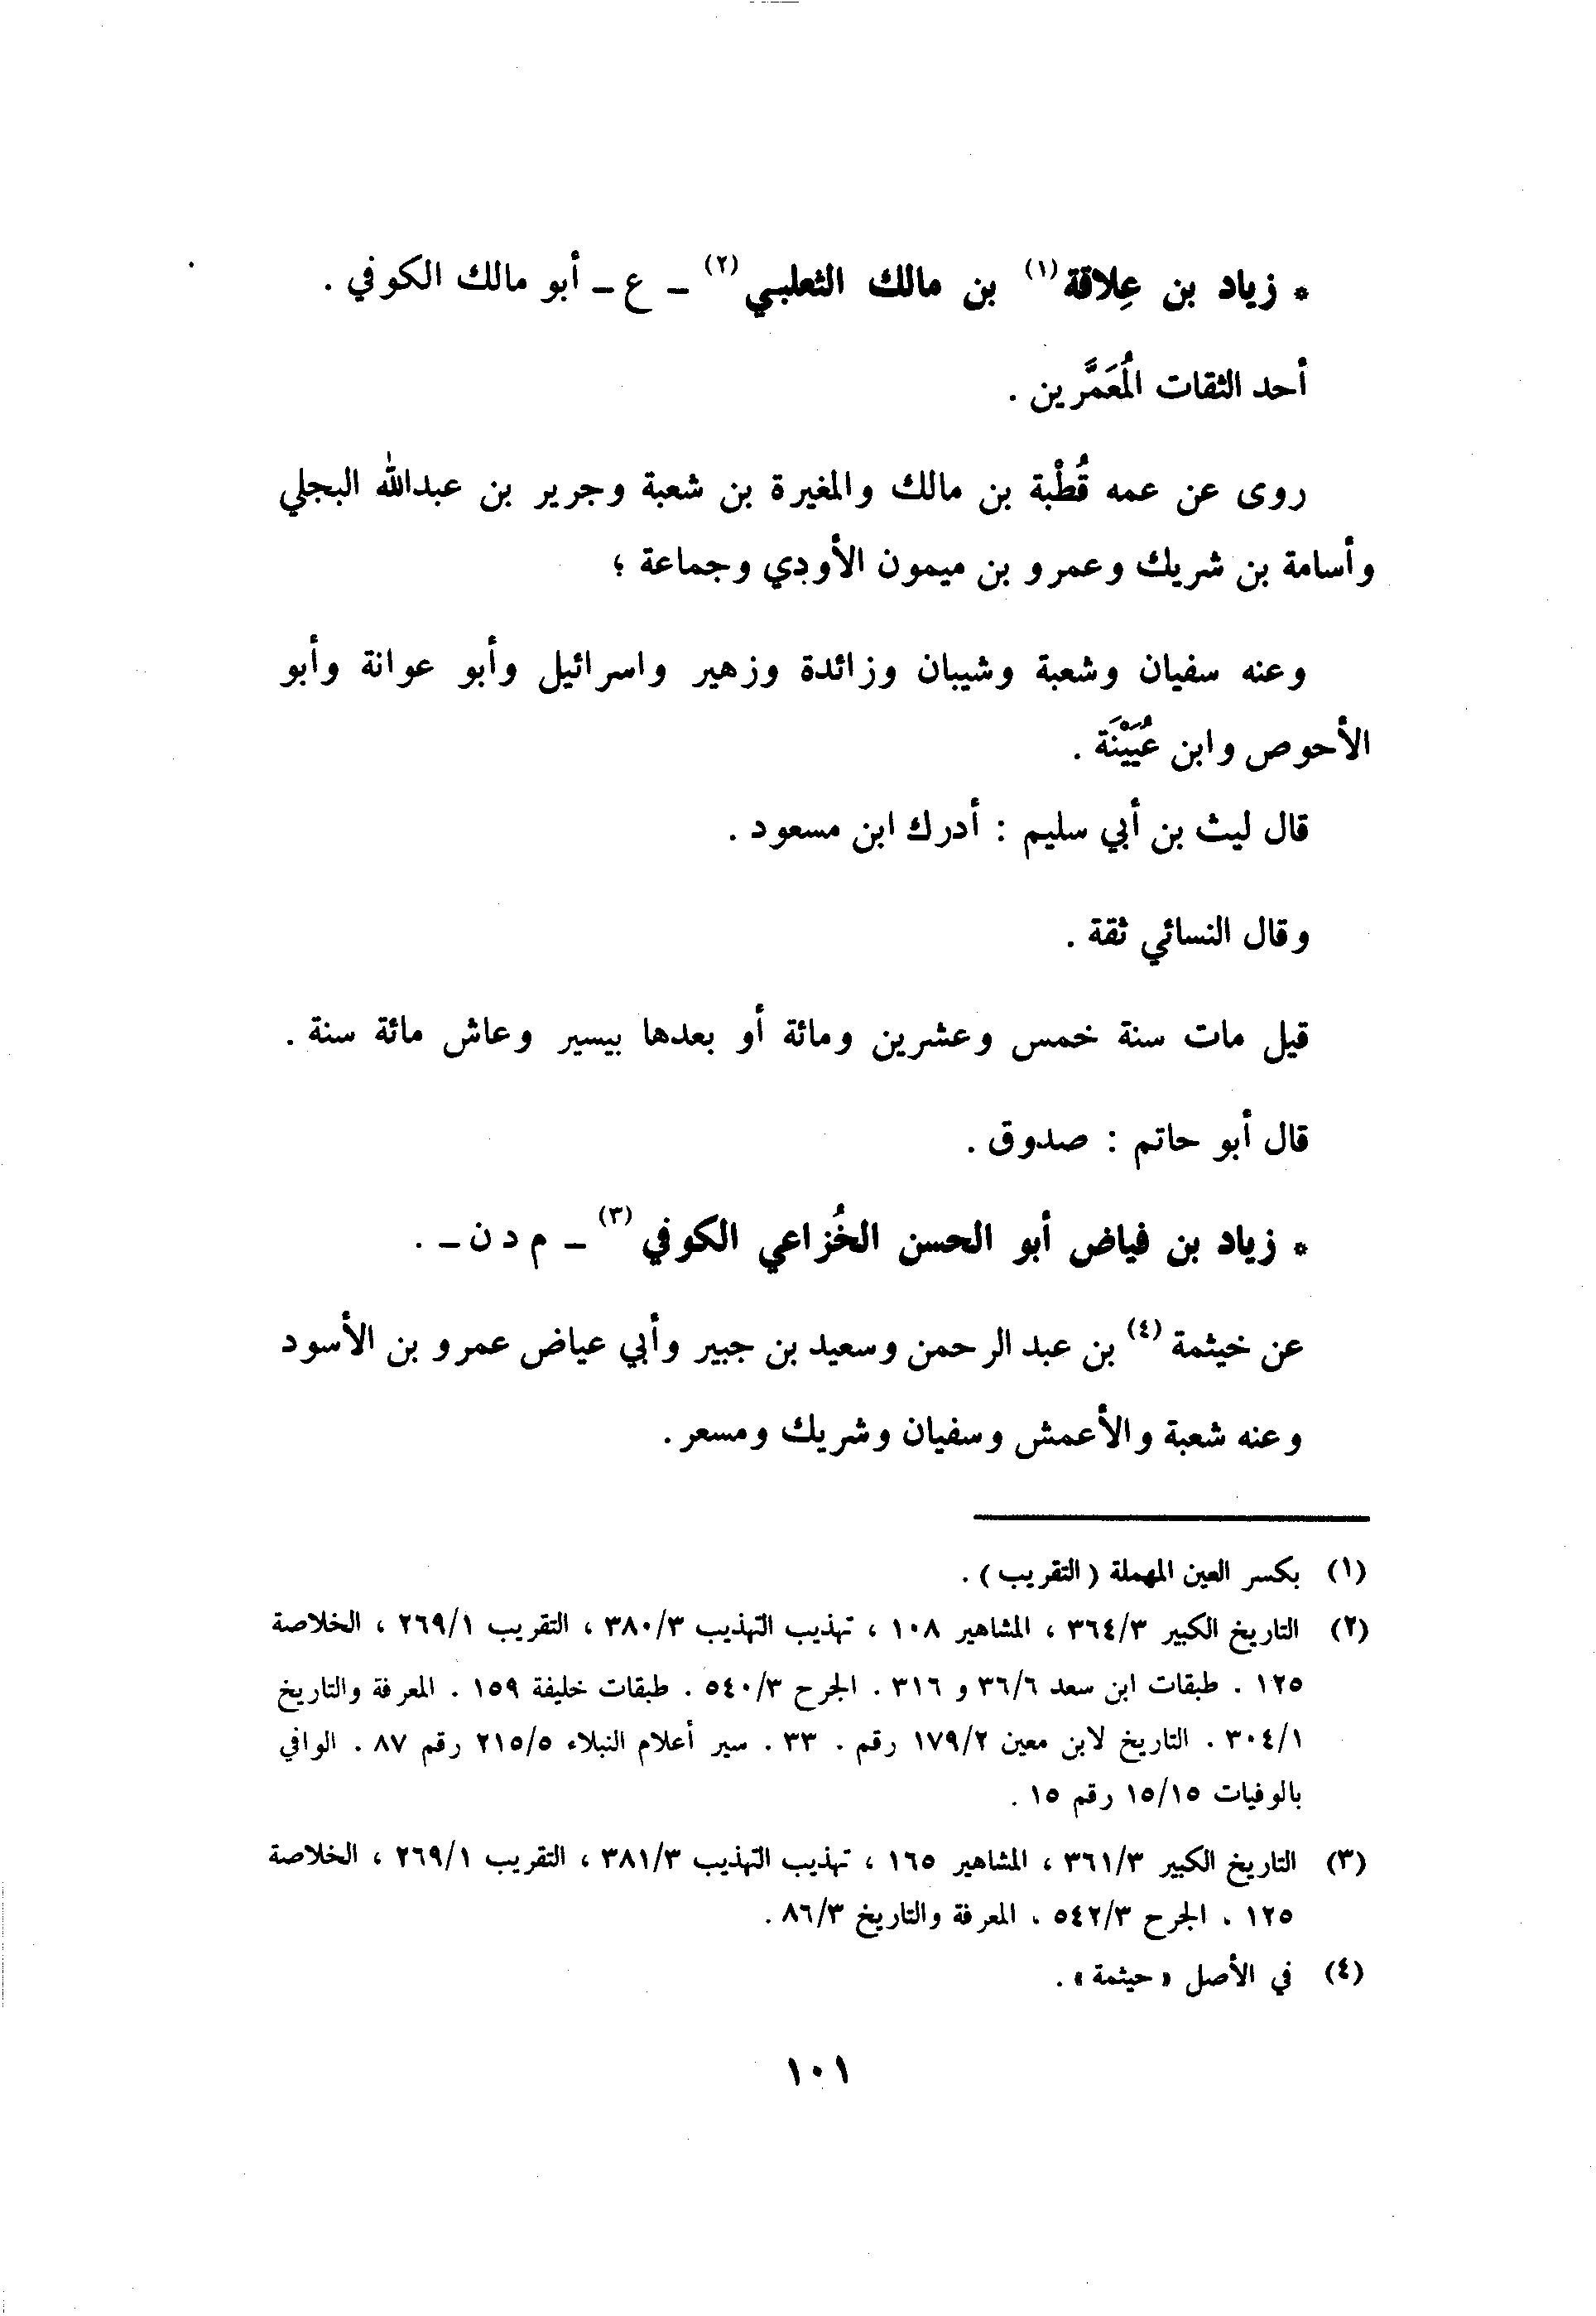 * زياد بن عِلاقة(١) بن مالك الثعلبي(٢) – ع – أبو مالك الكوفي .
أحد الثقات المُعَمَّرين .
روى عن عمه قُطْبة بن مالك والمغيرة بن شعبة وجرير بن عبدالله البجلي
وأسامة بن شريك وعمرو بن ميمون الأودي وجماعة ؛
وعنه سفيان وشعبة وشيبان وزائدة وزهير واسرائيل وأبو عوانة وأبو
الأحوص وابن عُيَيْنَة .
قال ليث بن أبي سليم : أدرك ابن مسعود .
وقال النسائي ثقة .
قيل مات سنة خمس وعشرين ومائة أو بعدها بيسير وعاش مائة سنة .
قال أبو حاتم : صدوق .
* زياد بن فياض أبو الحسن الخُزاعي الكوفي(٣) – م د ن – .
عن خيثمة(٤) بن عبد الرحمن وسعيد بن جبير وأبي عياض عمرو بن الأسود
وعنه شعبة والأعمش وسفيان وشريك ومسعر .
(١) بكسر العين المهملة ( التقريب ) .
(٢) التاريخ الكبير ٣/ ٣٦٤ ، المشاهير ١٠٨ ، تهذيب التهذيب ٣/ ٣٨٠ ، التقريب ١/ ٢٦٩ ، الخلاصة
١٢٥ . طبقات ابن سعد ٦/ ٣٦ و ٣١٦ . الجرح ٣/ ٥٤٠ . طبقات خليفة ١٥٩ . المعرفة والتاريخ
١/ ٣٠٤ . التاريخ لابن معين ٢/ ١٧٩ رقم . ٣٣ . سير أعلام النبلاء ٥/ ٢١٥ رقم ٨٧ . الوافي
بالوفيات ١٥/ ١٥ رقم ١٥ .
(٣) التاريخ الكبير ٣/ ٣٦١ ، المشاهير ١٦٥ ، تهذيب التهذيب ٣/ ٣٨١ ، التقريب ١/ ٢٦٩ ، الخلاصة
١٢٥ . الجرح ٣/ ٥٤٢ . المعرفة والتاريخ ٣/ ٨٦ .
(٤) في الأصل « حيثمة » .
١٠١